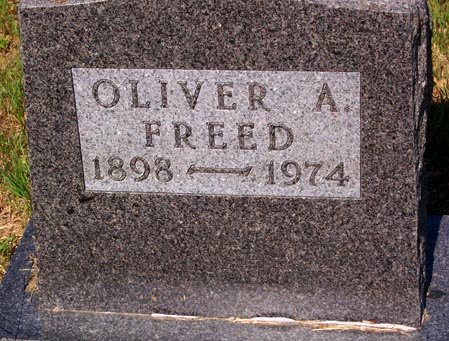 OLIVER A.
FREED
1898 — 1974